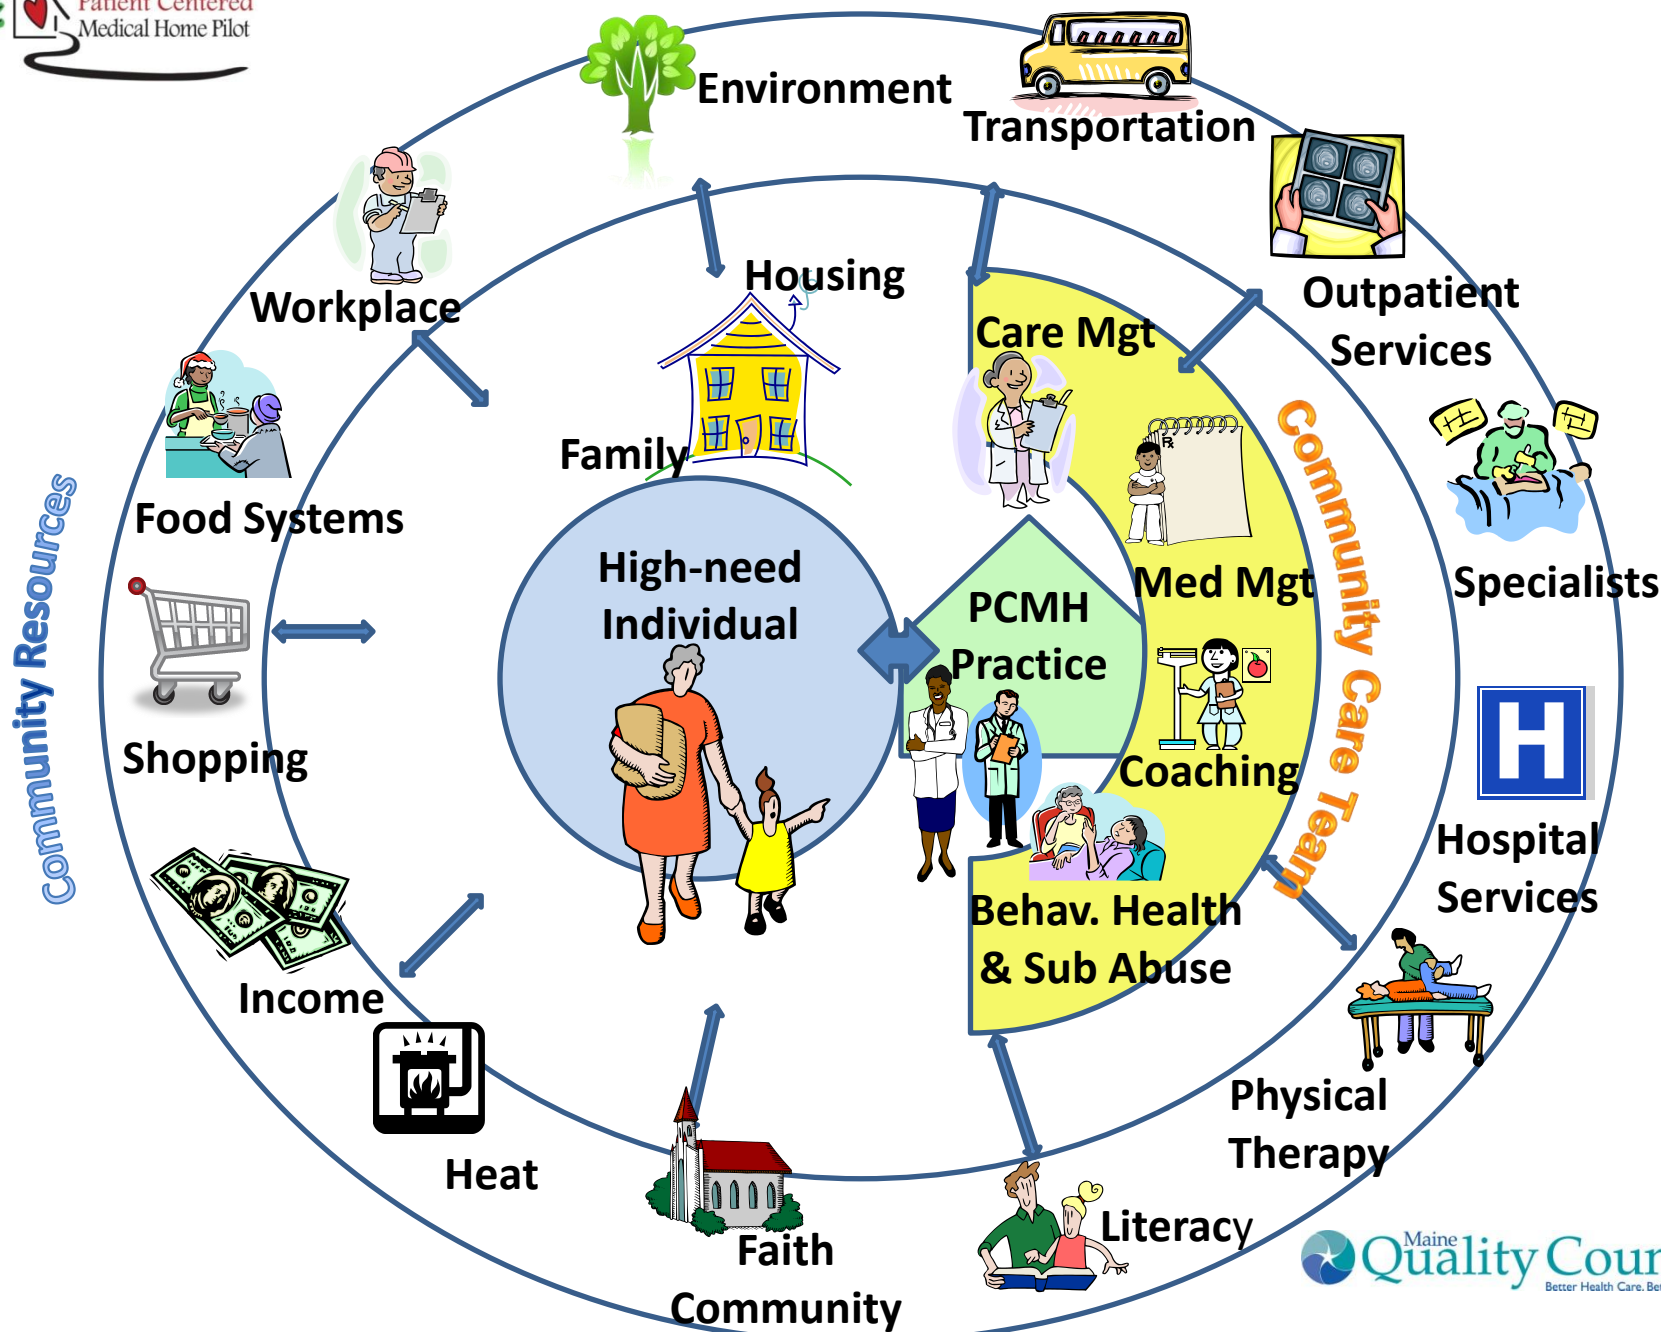 Patient Centered
Medical Home Pilot
Environment
Transportation
Workplace
Housing
Outpatient
Services
Care Mgt
Family
Food Systems
Rx
Community Resources
Community Care Team
High-need
Individual
PCMH
Practice
Med Mgt
Specialists
Shopping
Coaching
H
Hospital
Services
Behav. Health
& Sub Abuse
Income
Physical
Therapy
Heat
Literacy
Faith
Community
Maine
Quality Coun
Better Health Care. Be